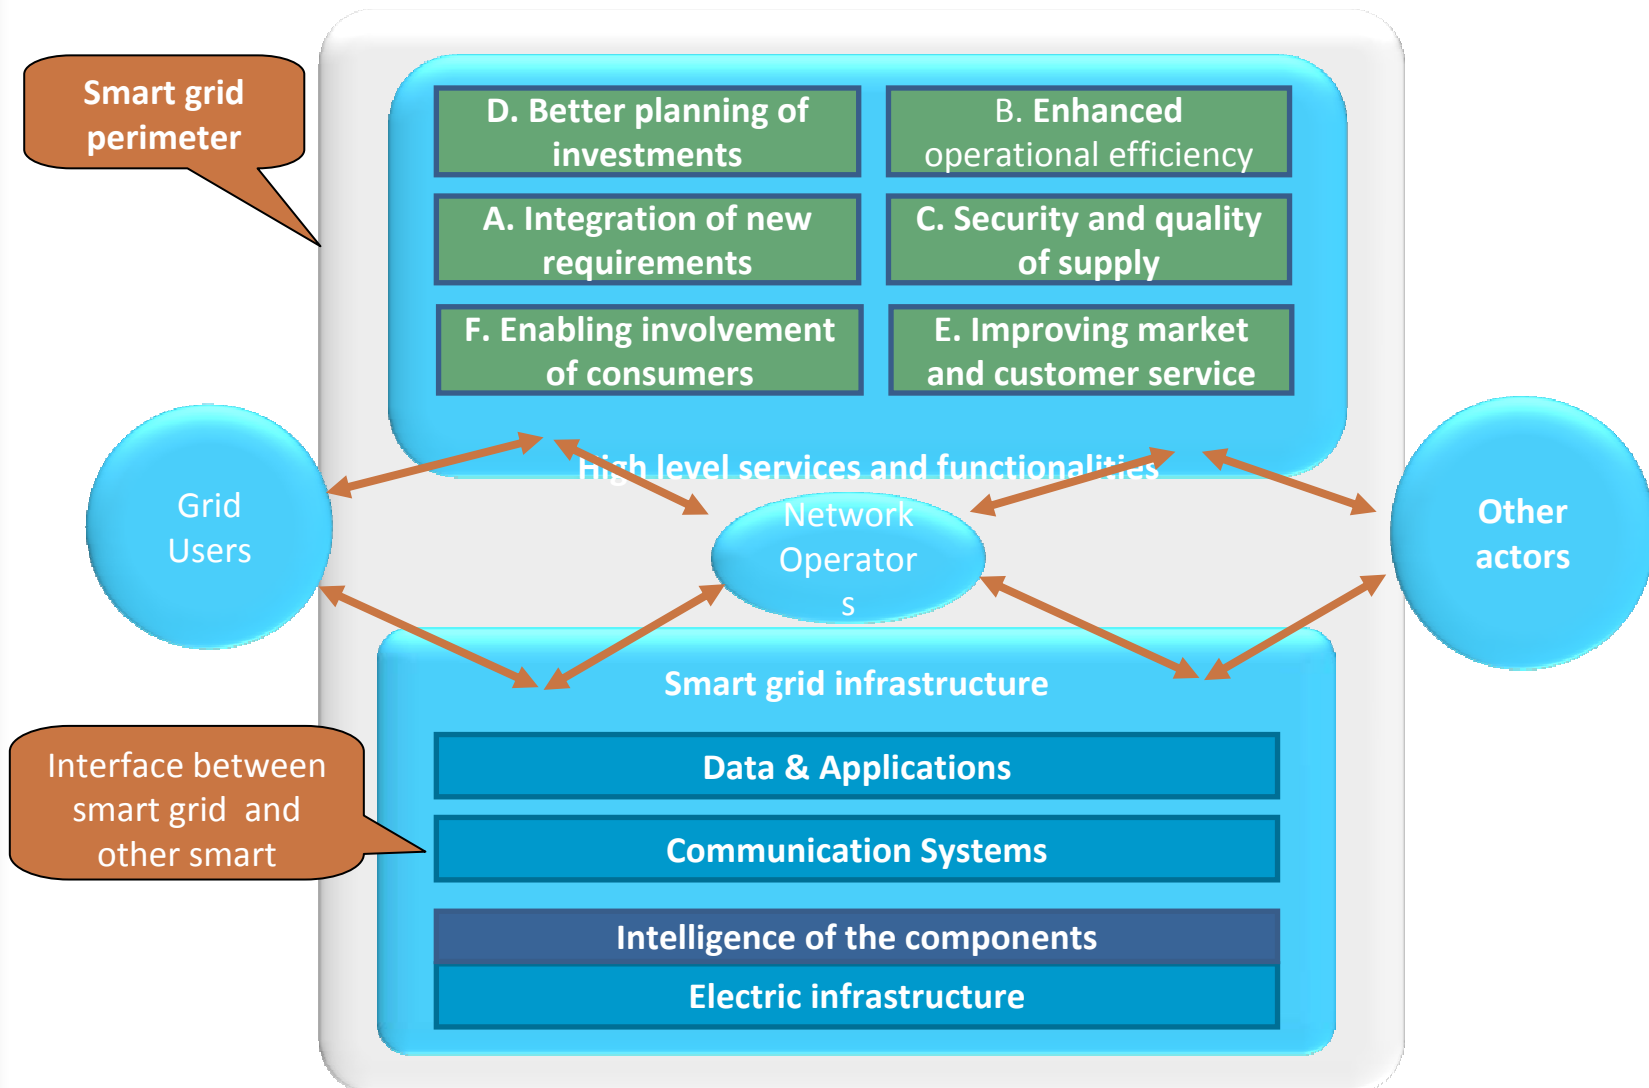 Smart grid
perimeter
D. Better planning of
investments
B. Enhanced
operational efficiency
A. Integration of new
requirements
C. Security and quality
of supply
F. Enabling involvement
of consumers
E. Improving market
and customer service
High level services and functionalities
Grid
Users
Network
Operator
s
Other
actors
Smart grid infrastructure
Interface between
smart grid and
other smart
Data & Applications
Communication Systems
Intelligence of the components
Electric infrastructure